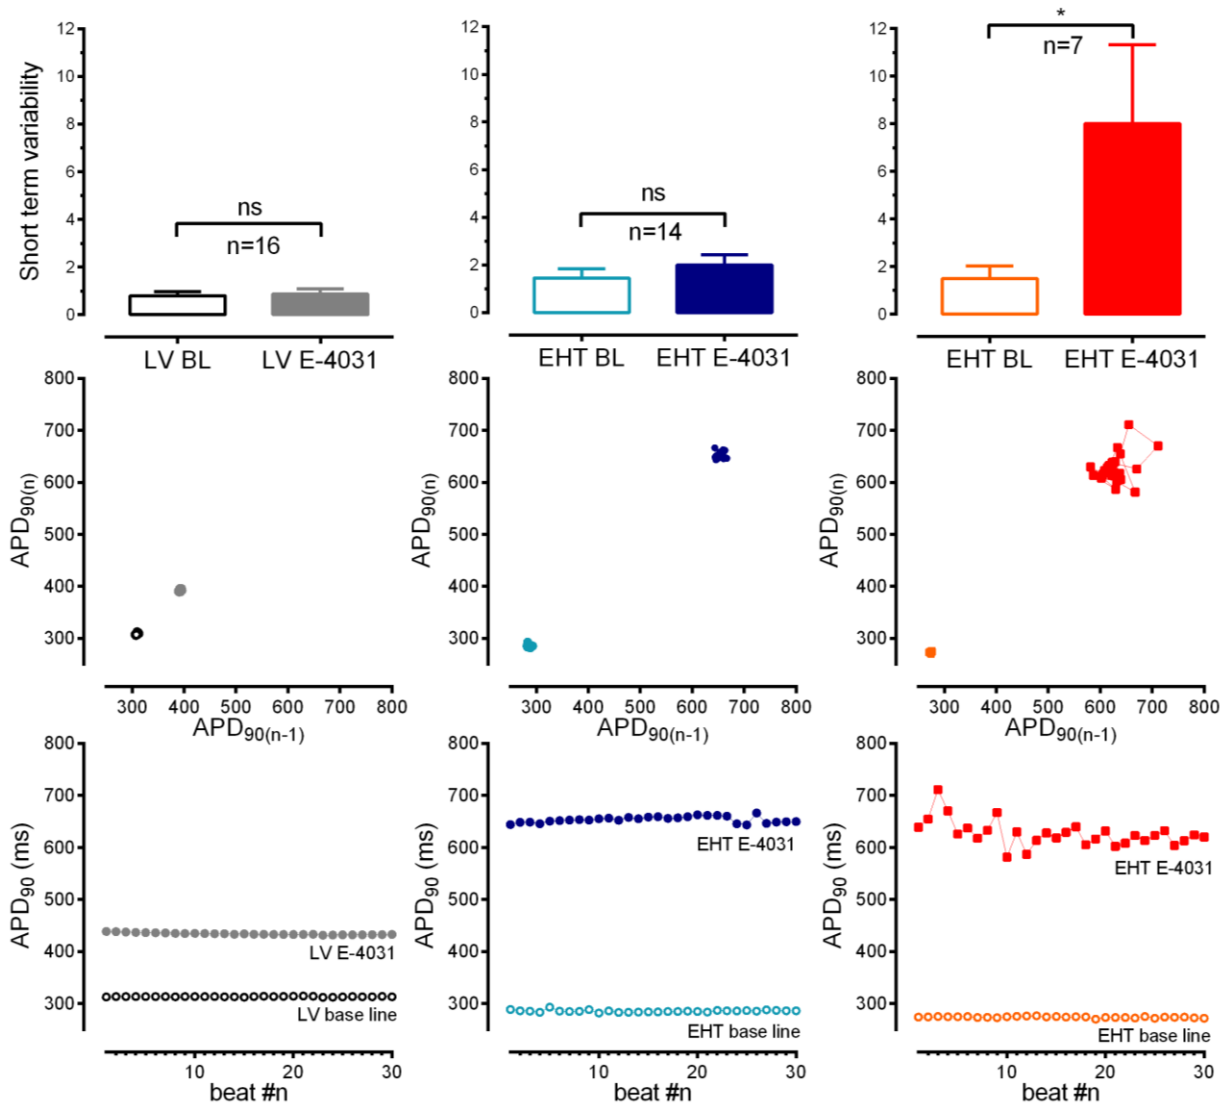 Short term variability
12
10
8
6
4
2
0
ns
n=16
LV BL
LV E-4031
12
10
8
6
4
2
0
ns
n=14
EHT BL
EHT E-4031
12
10
8
6
4
2
0
*
n=7
EHT BL
EHT E-4031
APD90(n)
800
700
600
500
400
300
300 400 500 600 700 800
APD90(n-1)
APD90(n)
800
700
600
500
400
300
300 400 500 600 700 800
APD90(n-1)
APD90(n)
800
700
600
500
400
300
300 400 500 600 700 800
APD90(n-1)
APD90 (ms)
800
700
600
500
400
300
LV E-4031
LV base line
10 20 30
beat #n
APD90 (ms)
800
700
600
500
400
300
EHT E-4031
EHT base line
10 20 30
beat #n
APD90 (ms)
800
700
600
500
400
300
EHT E-4031
EHT base line
10 20 30
beat #n